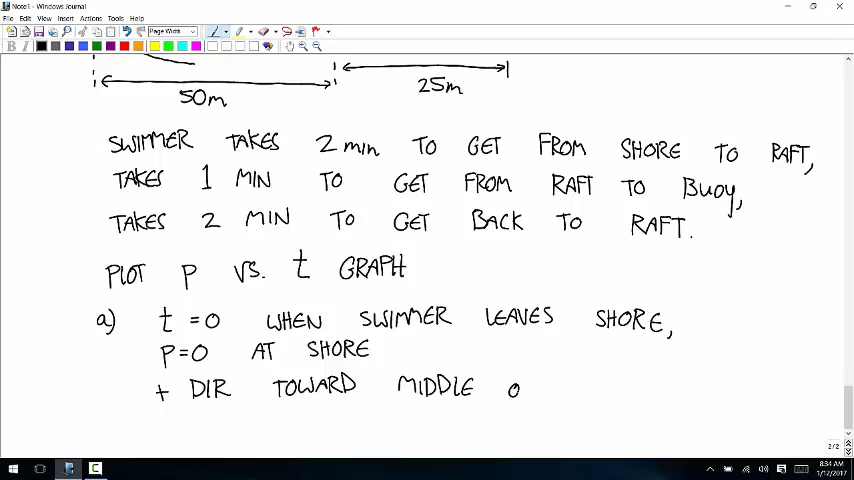 Note1 - Windows Journal
File Edit View Insert Actions Tools Help
Page Width
B I
50m
25m
SWIMMER TAKES 2 min TO GET FROM SHORE TO RAFT,
TAKES 1 MIN TO GET FROM RAFT TO BUOY,
TAKES 2 MIN TO GET BACK TO RAFT.
PLOT P VS. t GRAPH
a) t = 0 WHEN SWIMMER LEAVES SHORE,
P=0 AT SHORE
+ DIR TOWARD MIDDLE O
2/2
8:34 AM
1/12/2017